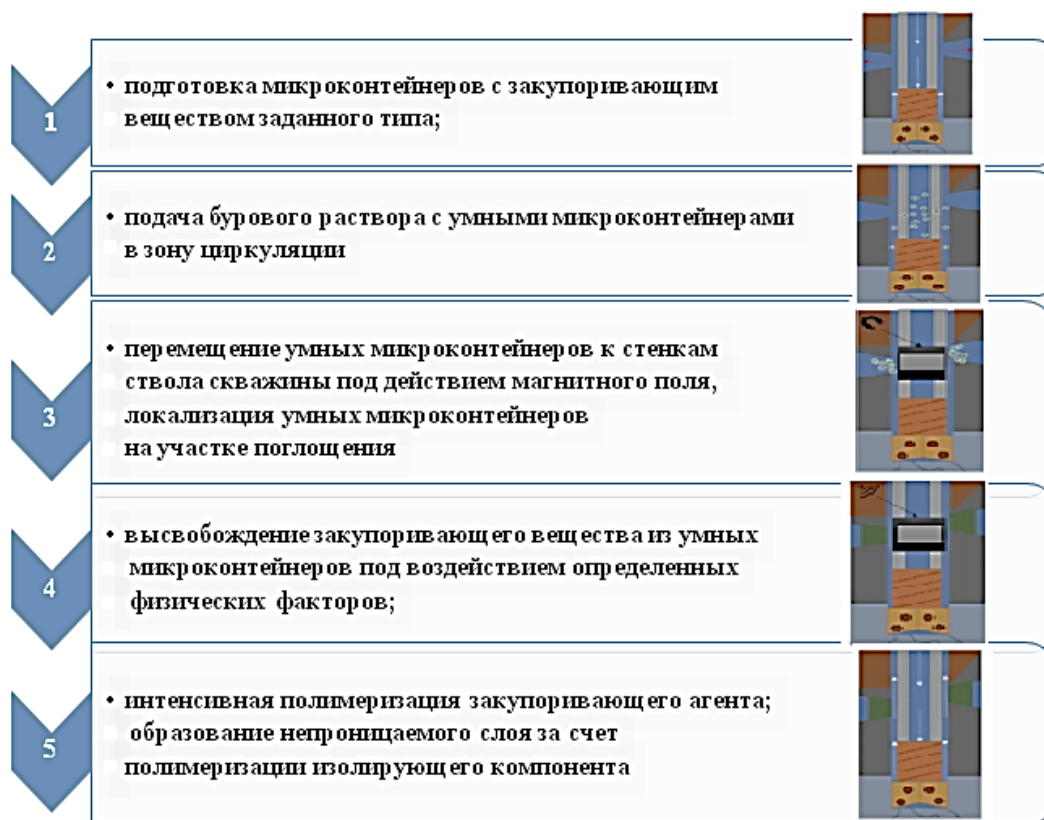 1
• подготовка микроконтейнеров с закупоривающим
веществом заданного типа;
2
• подача бурового раствора с умными микроконтейнерами
в зону циркуляции
3
• перемещение умных микроконтейнеров к стенкам
ствола скважины под действием магнитного поля,
локализация умных микроконтейнеров
на участке поглощения
4
• высвобождение закупоривающего вещества из умных
микроконтейнеров под воздействием определенных
физических факторов;
5
• интенсивная полимеризация закупоривающего агента;
образование непроницаемого слоя за счет
полимеризации изолирующего компонента